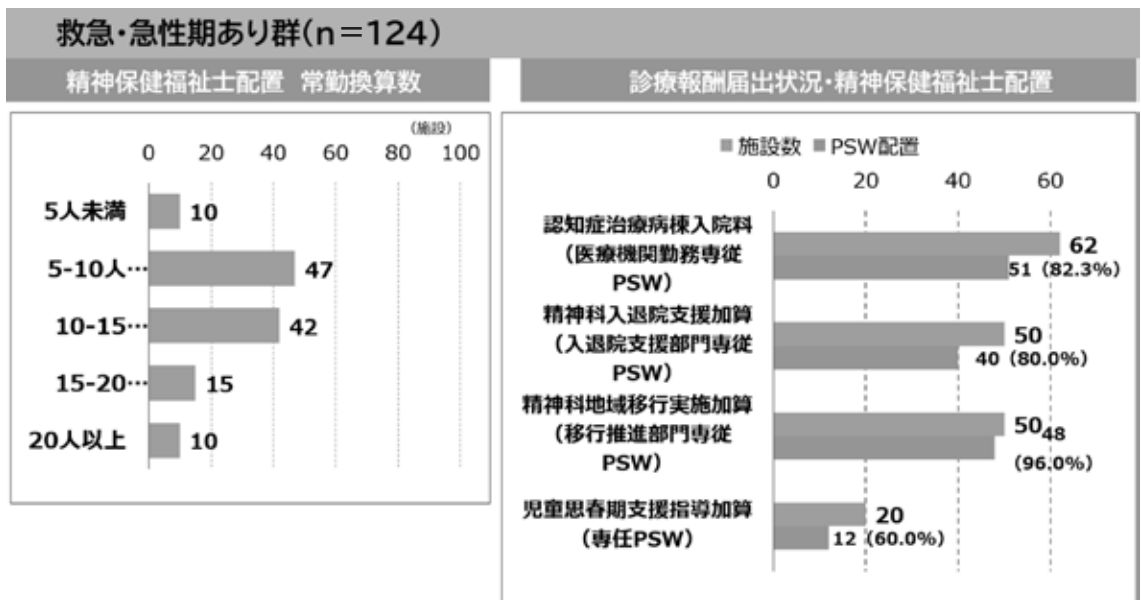 救急・急性期あり群(n=124)
精神保健福祉士配置 常勤換算数
(施設)
0 20 40 60 80 100
5人未満 10
5-10人… 47
10-15… 42
15-20… 15
20人以上 10
診療報酬届出状況・精神保健福祉士配置
■施設数 ■PSW配置
0 20 40 60
認知症治療病棟入院料
(医療機関勤務専従
PSW)
62
51 (82.3%)
精神科入退院支援加算
(入退院支援部門専従
PSW)
50
40 (80.0%)
精神科地域移行実施加算
(移行推進部門専従
PSW)
50
48
(96.0%)
児童思春期支援指導加算
(専任PSW)
20
12 (60.0%)